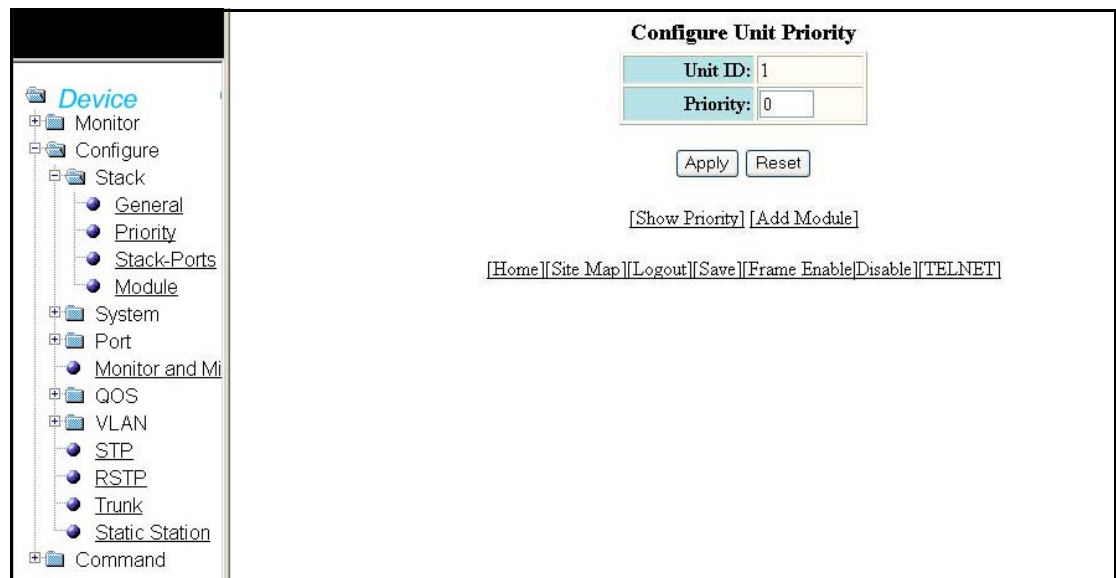 Device
Monitor
Configure
Stack
General
Priority
Stack-Ports
Module
System
Port
Monitor and Mi
QOS
VLAN
STP
RSTP
Trunk
Static Station
Command
Configure Unit Priority
Unit ID: 1
Priority: 0
Apply Reset
[Show Priority] [Add Module]
[Home][Site Map][Logout][Save][Frame Enable|Disable][TELNET]